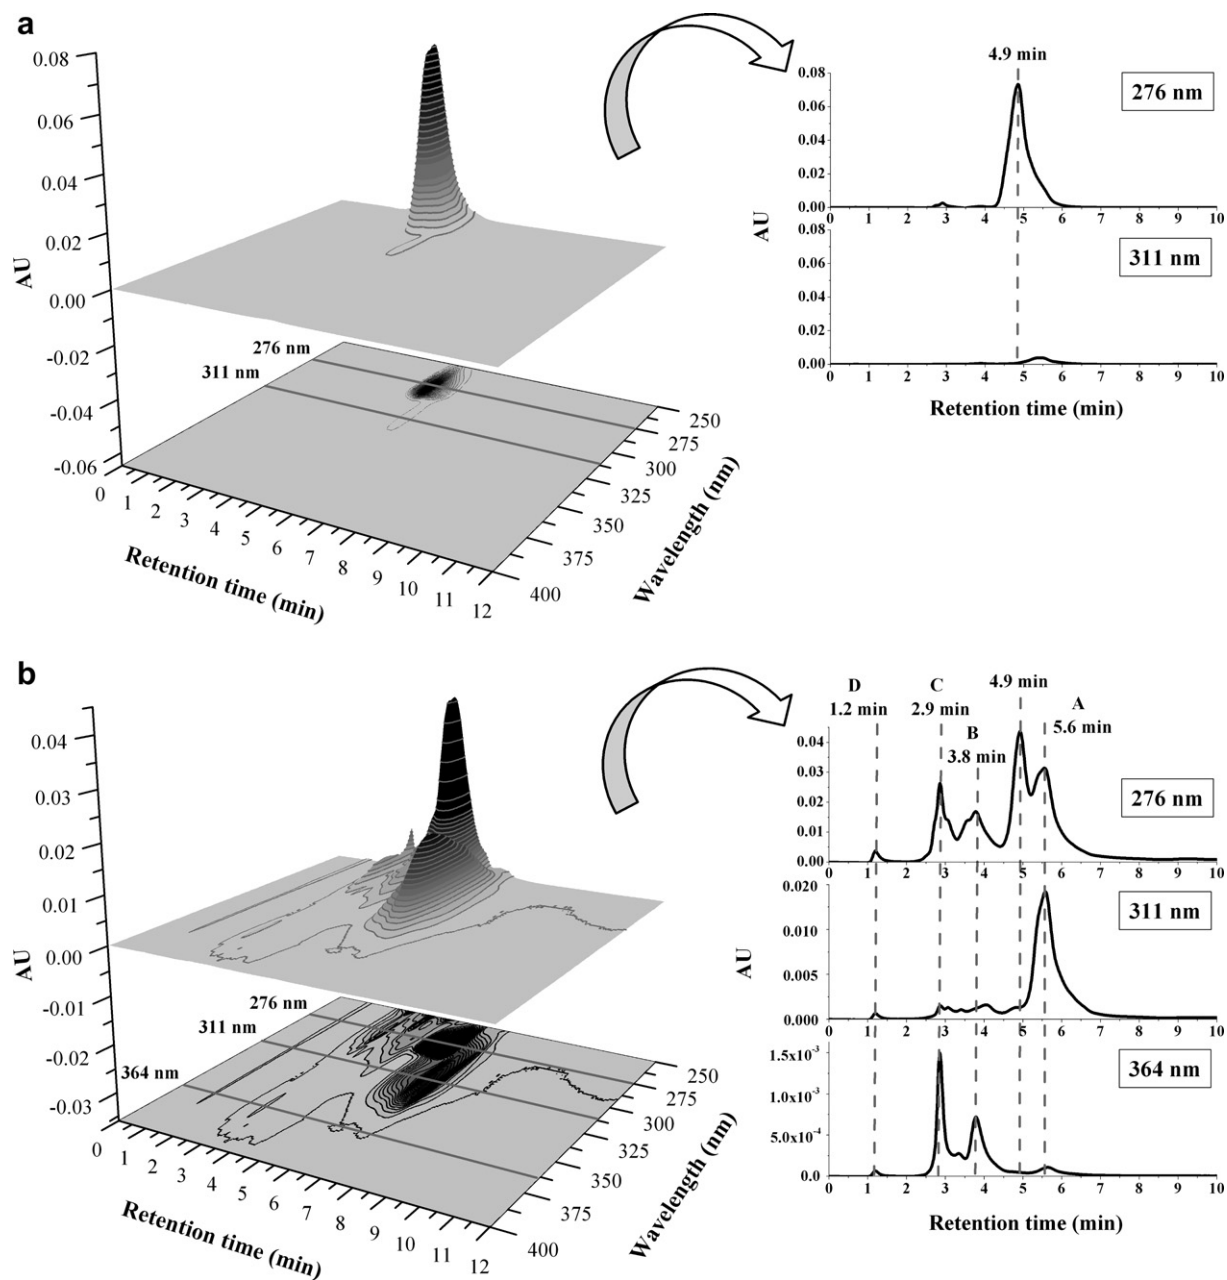 a
0.08
0.06
0.04
0.02
0.00
-0.02
-0.04
-0.06
AU
276 nm
311 nm
0 1 2 3 4 5 6 7 8 9 10 11 12
Retention time (min)
250
275
300
325
350
375
400
Wavelength (nm)
4.9 min
276 nm
0.08
0.06
0.04
0.02
0.00
0 1 2 3 4 5 6 7 8 9 10
AU
311 nm
0.08
0.06
0.04
0.02
0.00
0 1 2 3 4 5 6 7 8 9 10
Retention time (min)
b
0.04
0.03
0.02
0.01
0.00
-0.01
-0.02
-0.03
AU
276 nm
311 nm
364 nm
0 1 2 3 4 5 6 7 8 9 10 11 12
Retention time (min)
250
275
300
325
350
375
400
Wavelength (nm)
D
1.2 min
C
2.9 min
B
3.8 min
4.9 min
A
5.6 min
276 nm
0.04
0.03
0.02
0.01
0.00
0 1 2 3 4 5 6 7 8 9 10
311 nm
0.020
0.010
0.005
0.000
AU
0 1 2 3 4 5 6 7 8 9 10
364 nm
1.5x10⁻³
1.0x10⁻³
5.0x10⁻⁴
0.0
0 1 2 3 4 5 6 7 8 9 10
Retention time (min)